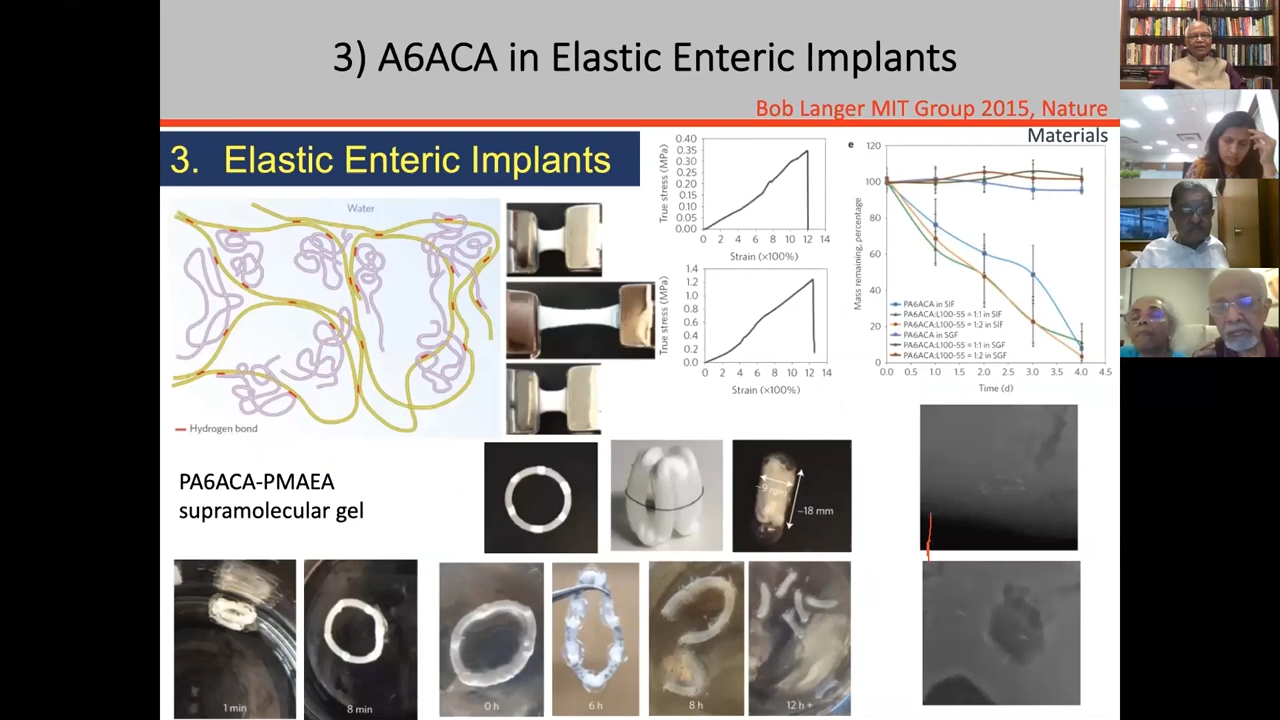 3) A6ACA in Elastic Enteric Implants
Bob Langer MIT Group 2015, Nature
Materials
3. Elastic Enteric Implants
Water
Hydrogen bond
True stress (MPa)
0.40
0.35
0.30
0.25
0.20
0.15
0.10
0.05
0.00
0 2 4 6 8 10 12 14
Strain (×100%)
True stress (MPa)
1.4
1.2
1.0
0.8
0.6
0.4
0.2
0.0
0 2 4 6 8 10 12 14
Strain (×100%)
e
Mass remaining, percentage
120
100
80
60
40
20
0
PA6ACA in SIF
PA6ACA:L100-55 = 1:1 in SIF
PA6ACA:L100-55 = 1:2 in SIF
PA6ACA in SGF
PA6ACA:L100-55 = 1:1 in SGF
PA6ACA:L100-55 = 1:2 in SGF
0 0.5 1.0 1.5 2.0 2.5 3.0 3.5 4.0 4.5
Time (d)
PA6ACA-PMAEA
supramolecular gel
~9 mm
~18 mm
1 min
8 min
0 h
6 h
8 h
12 h +